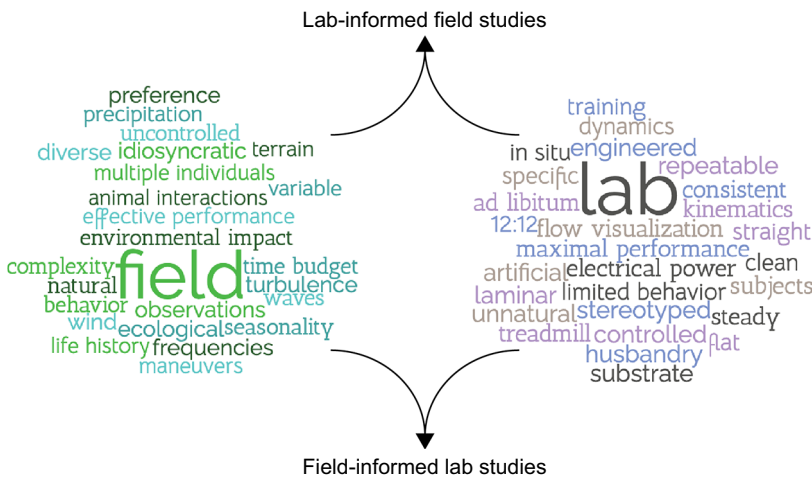 Lab-informed field studies
preference
precipitation
uncontrolled
diverse idiosyncratic terrain
multiple individuals
animal interactions variable
effective performance
environmental impact
complexity field time budget
natural turbulence
behavior observations waves
wind ecological seasonality
life history frequencies
maneuvers
training
dynamics
in situ engineered
specific lab repeatable
consistent
ad libitum kinematics
12:12 flow visualization straight
maximal performance
artificial electrical power clean
laminar limited behavior subjects
unnatural stereotyped steady
treadmill controlled flat
husbandry
substrate
Field-informed lab studies